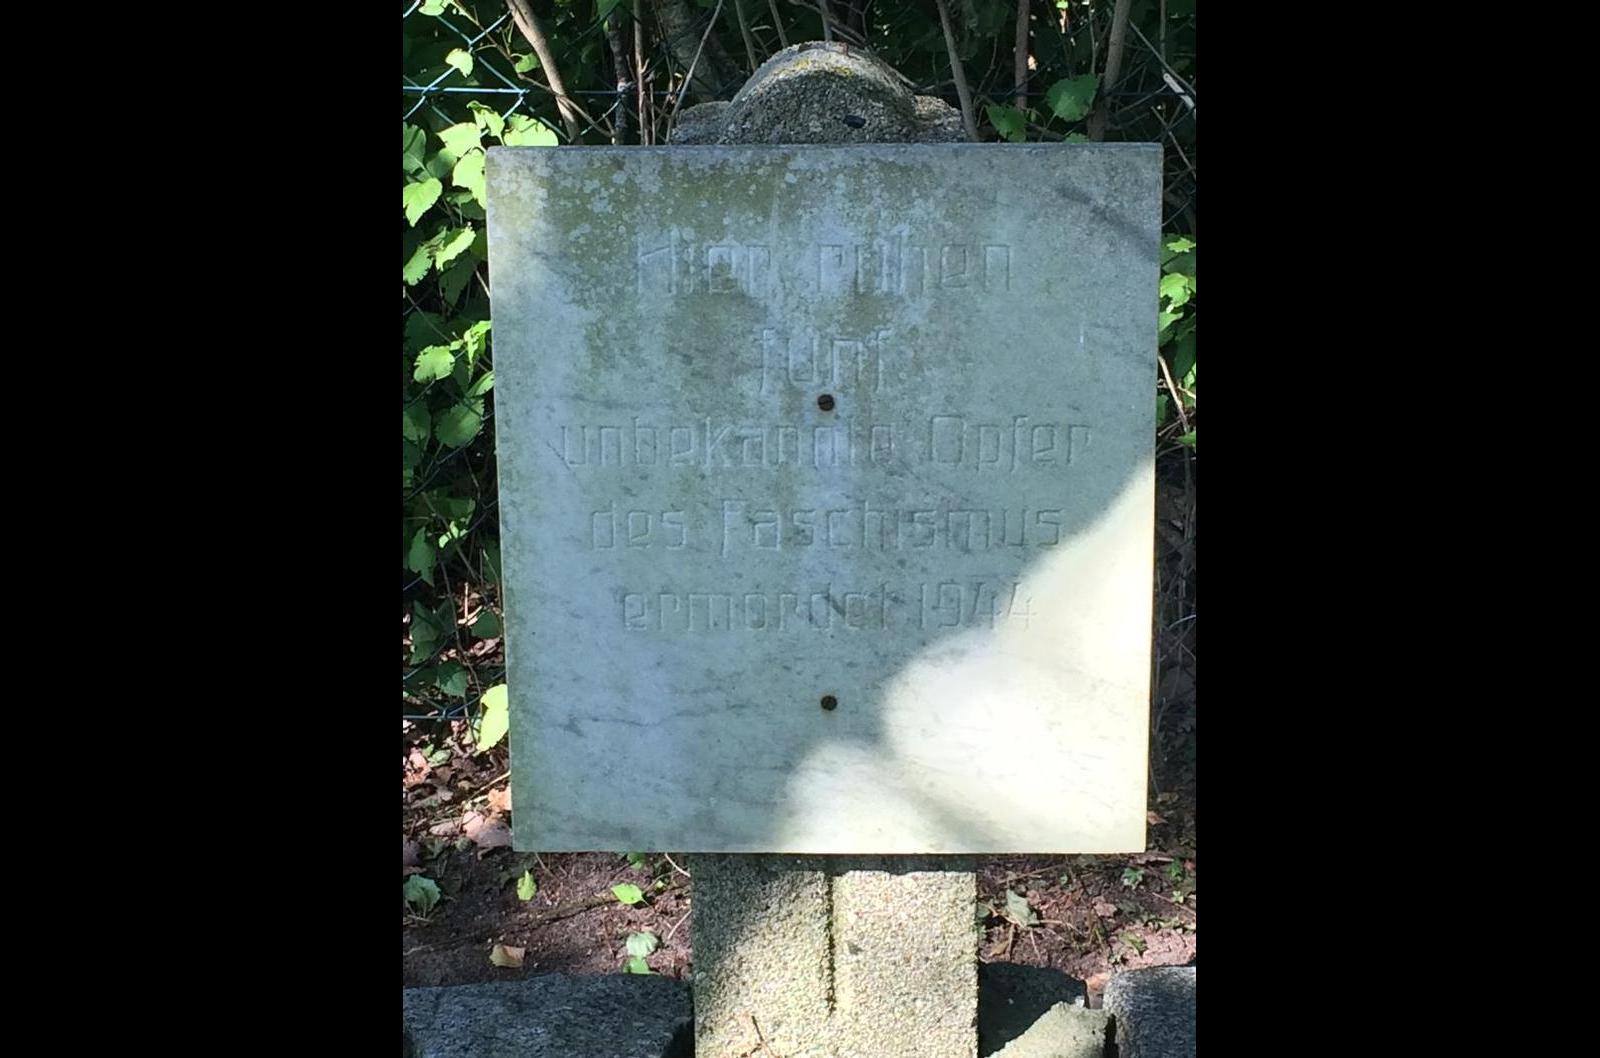 Hier ruhen
fünf
unbekannte Opfer
des Faschismus
ermordet 1944